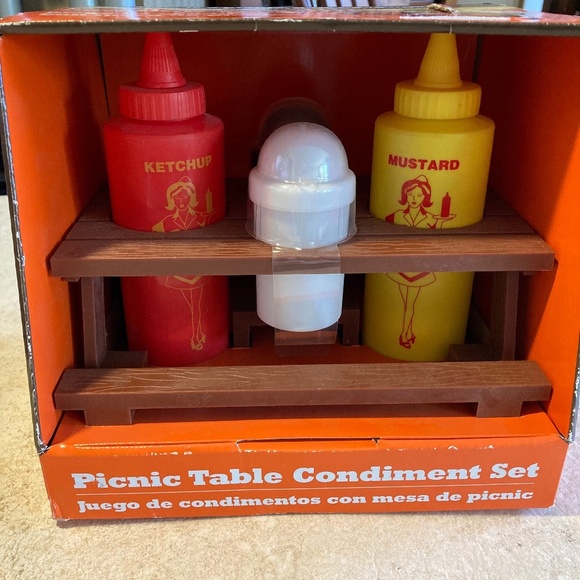 KETCHUP
MUSTARD
Picnic Table Condiment Set
Juego de condimentos con mesa de picnic